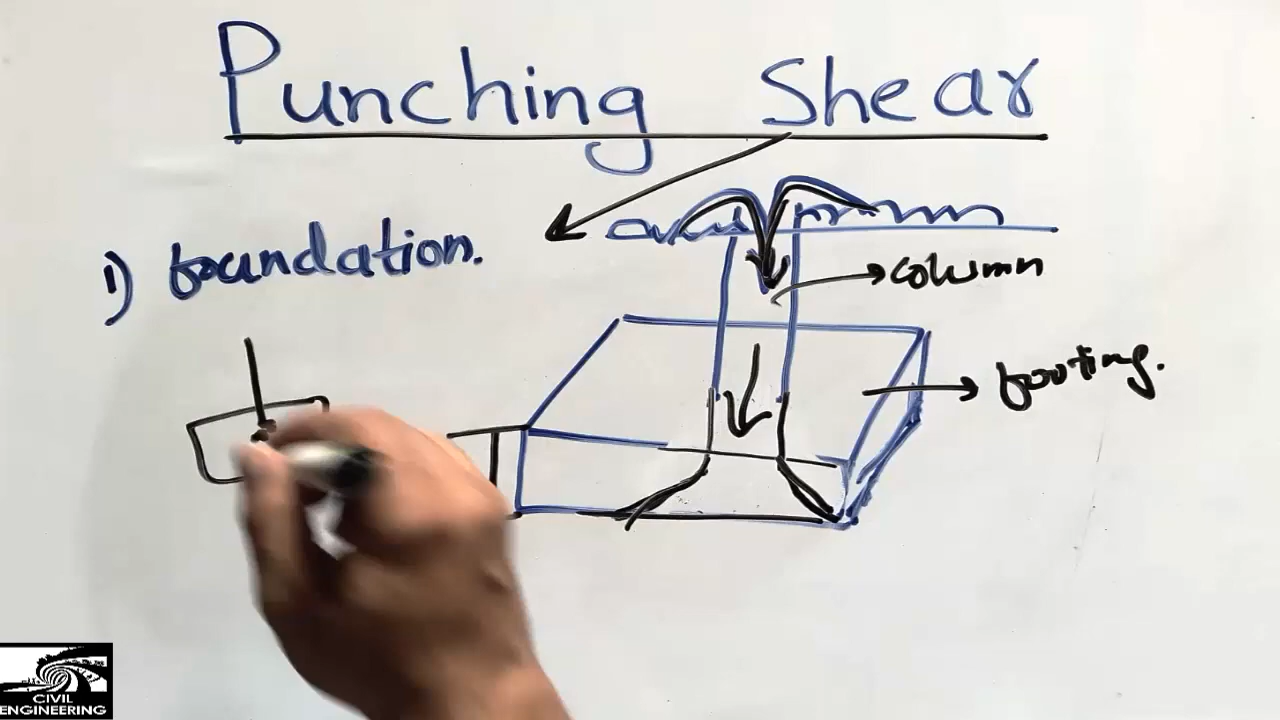 Punching Shear
1) foundation.
column
footing.
CIVIL
ENGINEERING